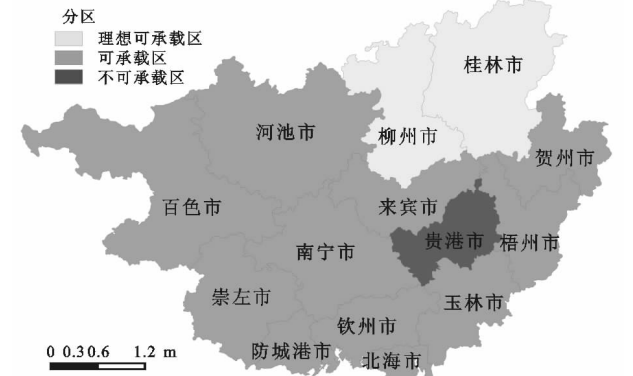 分区
理想可承载区
可承载区
不可承载区
桂林市
河池市
柳州市
贺州市
百色市
来宾市
贵港市
梧州市
南宁市
崇左市
玉林市
钦州市
防城港市
北海市
0 0.30.6 1.2 m